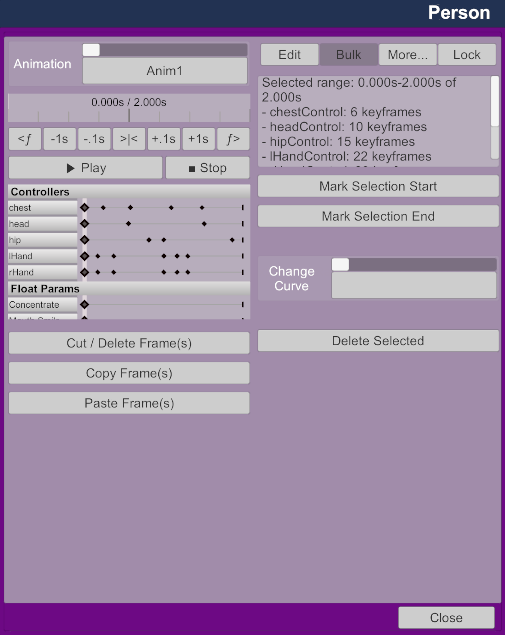 Person
Animation
Anim1
0.000s / 2.000s
<ƒ -1s -.1s >|< +.1s +1s ƒ>
▶ Play ■ Stop
Controllers
chest
head
hip
lHand
rHand
Float Params
Concentrate
Cut / Delete Frame(s)
Copy Frame(s)
Paste Frame(s)
Edit Bulk More... Lock
Selected range: 0.000s-2.000s of
2.000s
- chestControl: 6 keyframes
- headControl: 10 keyframes
- hipControl: 15 keyframes
- lHandControl: 22 keyframes
Mark Selection Start
Mark Selection End
Change
Curve
Delete Selected
Close